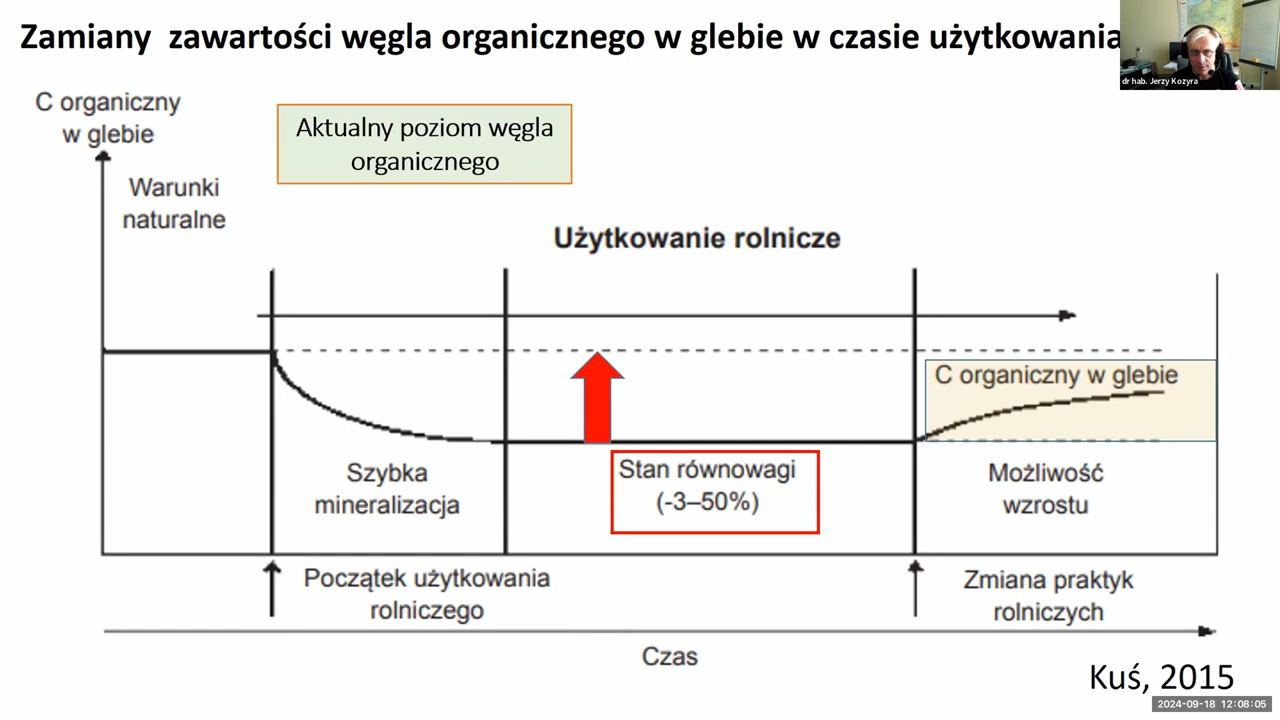 Zamiany zawartości węgla organicznego w glebie w czasie użytkowania
dr hab. Jerzy Kozyra
C organiczny
w glebie
Aktualny poziom węgla
organicznego
Warunki
naturalne
Użytkowanie rolnicze
C organiczny w glebie
Szybka
mineralizacja
Stan równowagi
(-3–50%)
Możliwość
wzrostu
Początek użytkowania
rolniczego
Zmiana praktyk
rolniczych
Czas
Kuś, 2015
2024-09-18 12:08:05